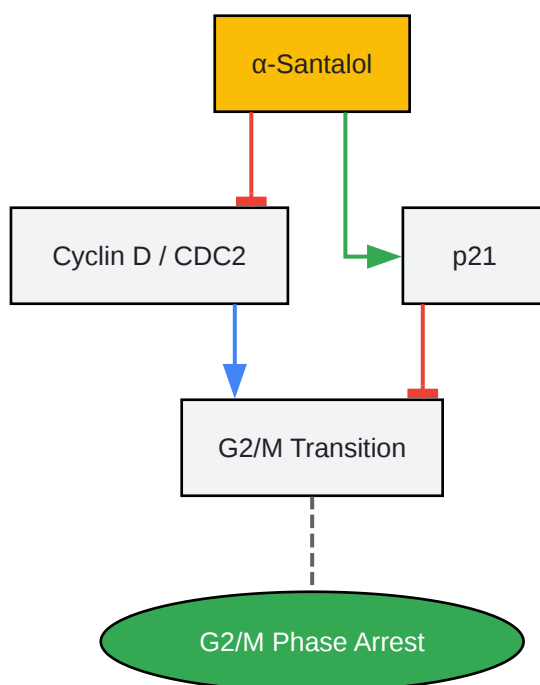 α-Santalol
Cyclin D / CDC2
p21
G2/M Transition
G2/M Phase Arrest